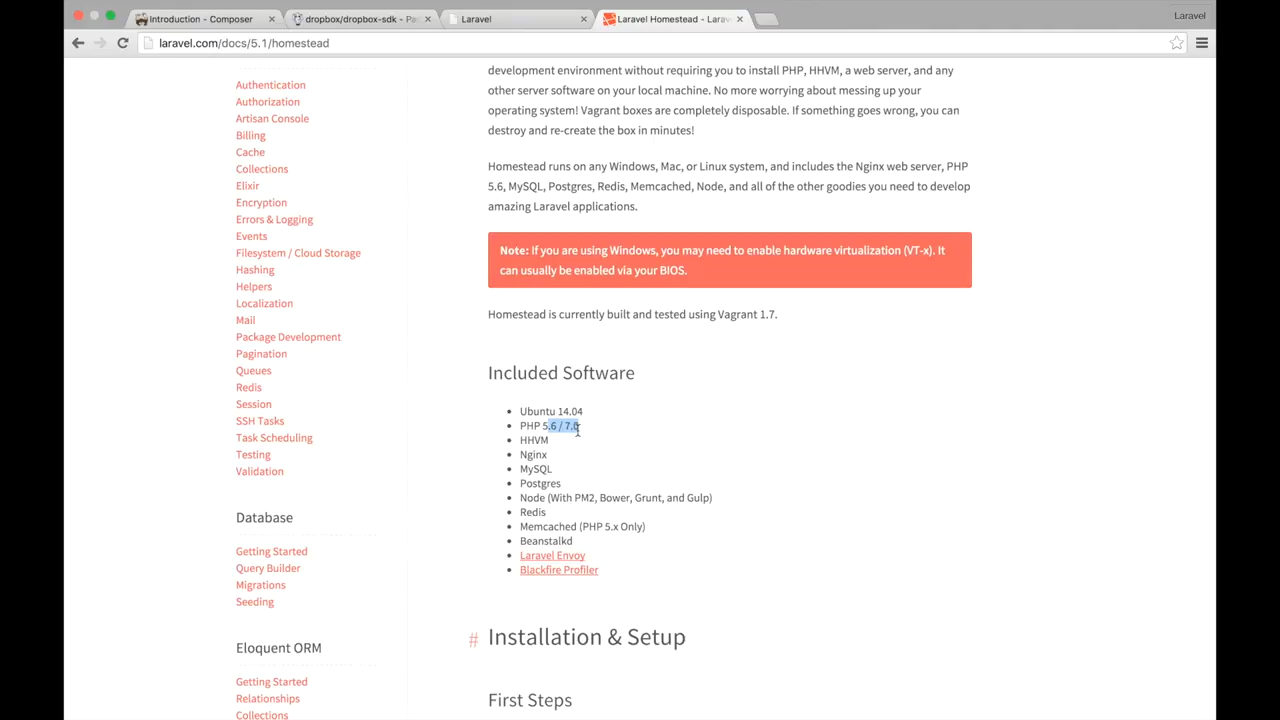 Introduction - Composer
dropbox/dropbox-sdk - Pa
Laravel
Laravel Homestead - Larav
Laravel
laravel.com/docs/5.1/homestead
Authentication
Authorization
Artisan Console
Billing
Cache
Collections
Elixir
Encryption
Errors & Logging
Events
Filesystem / Cloud Storage
Hashing
Helpers
Localization
Mail
Package Development
Pagination
Queues
Redis
Session
SSH Tasks
Task Scheduling
Testing
Validation
Database
Getting Started
Query Builder
Migrations
Seeding
Eloquent ORM
Getting Started
Relationships
Collections
development environment without requiring you to install PHP, HHVM, a web server, and any
other server software on your local machine. No more worrying about messing up your
operating system! Vagrant boxes are completely disposable. If something goes wrong, you can
destroy and re-create the box in minutes!
Homestead runs on any Windows, Mac, or Linux system, and includes the Nginx web server, PHP
5.6, MySQL, Postgres, Redis, Memcached, Node, and all of the other goodies you need to develop
amazing Laravel applications.
Note: If you are using Windows, you may need to enable hardware virtualization (VT-x). It
can usually be enabled via your BIOS.
Homestead is currently built and tested using Vagrant 1.7.
Included Software
• Ubuntu 14.04
• PHP 5.6 / 7.0
• HHVM
• Nginx
• MySQL
• Postgres
• Node (With PM2, Bower, Grunt, and Gulp)
• Redis
• Memcached (PHP 5.x Only)
• Beanstalkd
• Laravel Envoy
• Blackfire Profiler
# Installation & Setup
First Steps